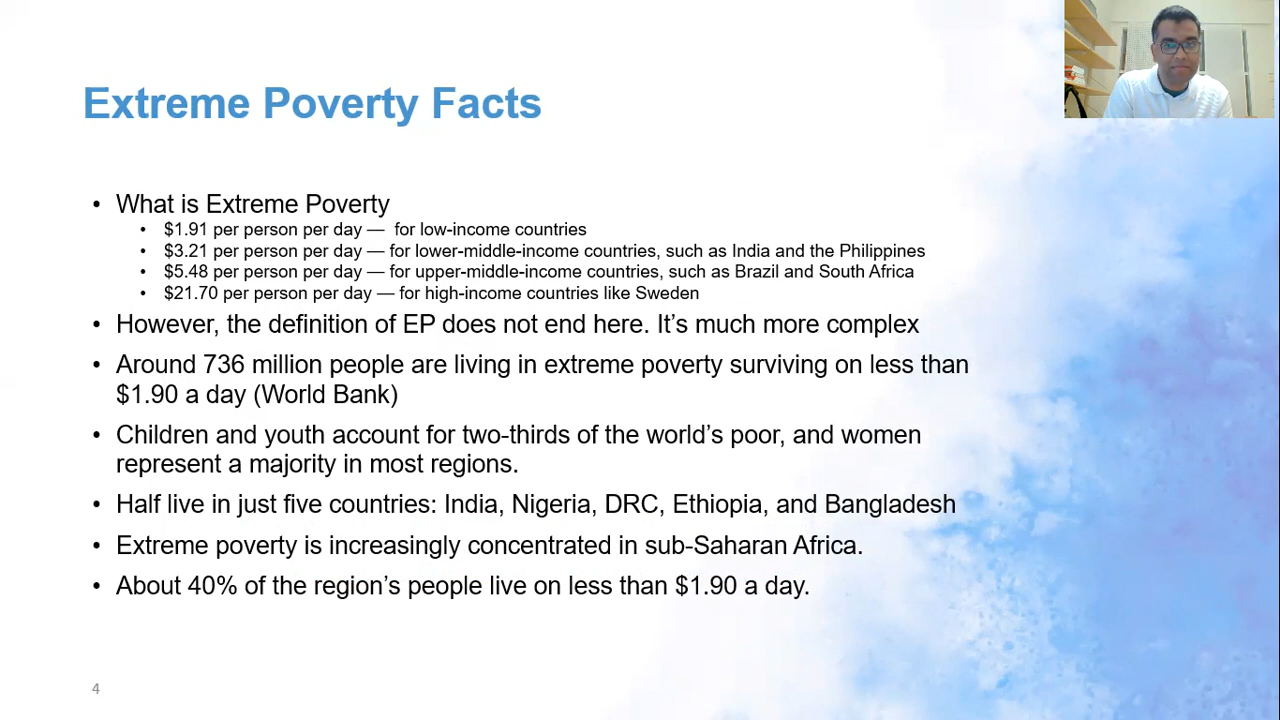 Extreme Poverty Facts
• What is Extreme Poverty
• $1.91 per person per day — for low-income countries
• $3.21 per person per day — for lower-middle-income countries, such as India and the Philippines
• $5.48 per person per day — for upper-middle-income countries, such as Brazil and South Africa
• $21.70 per person per day — for high-income countries like Sweden
• However, the definition of EP does not end here. It’s much more complex
• Around 736 million people are living in extreme poverty surviving on less than
$1.90 a day (World Bank)
• Children and youth account for two-thirds of the world’s poor, and women
represent a majority in most regions.
• Half live in just five countries: India, Nigeria, DRC, Ethiopia, and Bangladesh
• Extreme poverty is increasingly concentrated in sub-Saharan Africa.
• About 40% of the region’s people live on less than $1.90 a day.
4